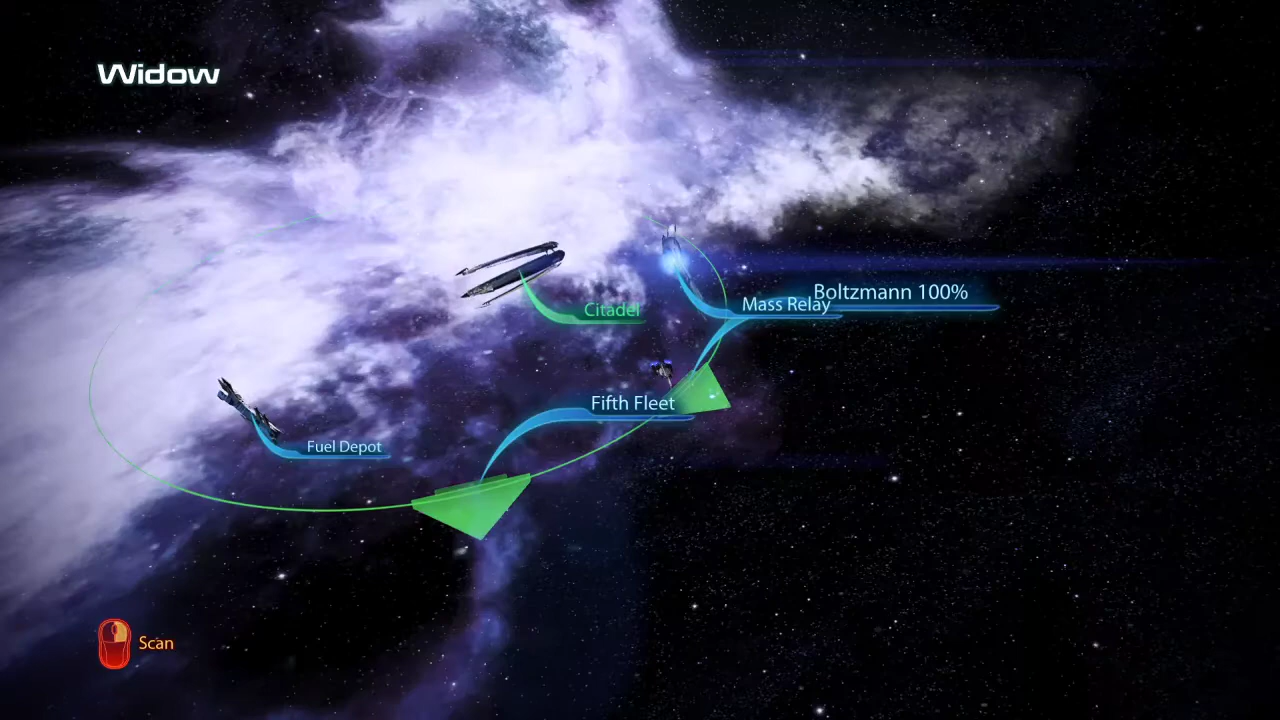 Widow
Boltzmann 100%
Mass Relay
Citadel
Fifth Fleet
Fuel Depot
Scan